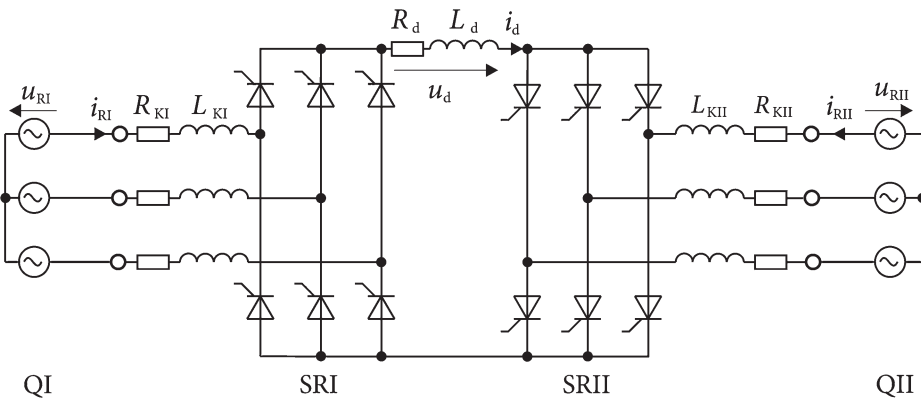 R_d L_d i_d
u_d
u_RI i_RI R_KI L_KI
L_KII R_KII i_RII u_RII
QI SRI SRII QII